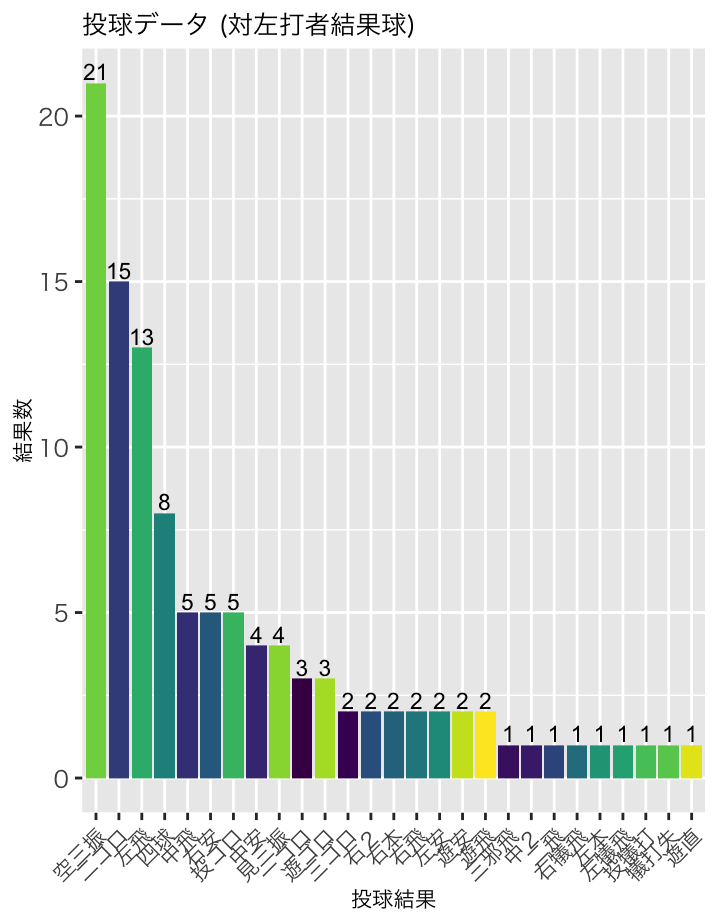 投球データ (対左打者結果球)
結果数
20
15
10
5
0
21
15
13
8
5
5
5
4
4
3
3
2
2
2
2
2
2
2
1
1
1
1
1
1
1
1
1
空三振
二ゴロ
左飛
四球
中飛
右安
投ゴロ
中安
見三振
一ゴロ
遊ゴロ
三ゴロ
右2
右本
右飛
左安
遊安
遊飛
三邪飛
中2
二飛
右犠飛
左本
左犠飛
投犠打
犠打失
遊直
投球結果